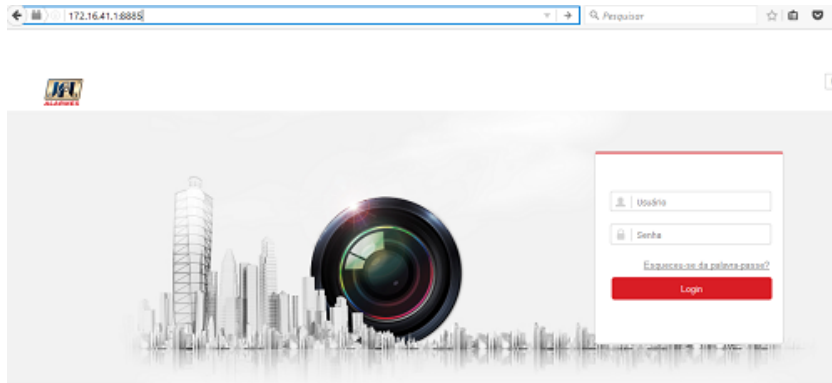 172.16.41.1:8885
Pesquisar
JFL
ALARMES
Usuário
Senha
Esqueceu-se da palavra-passe?
Login